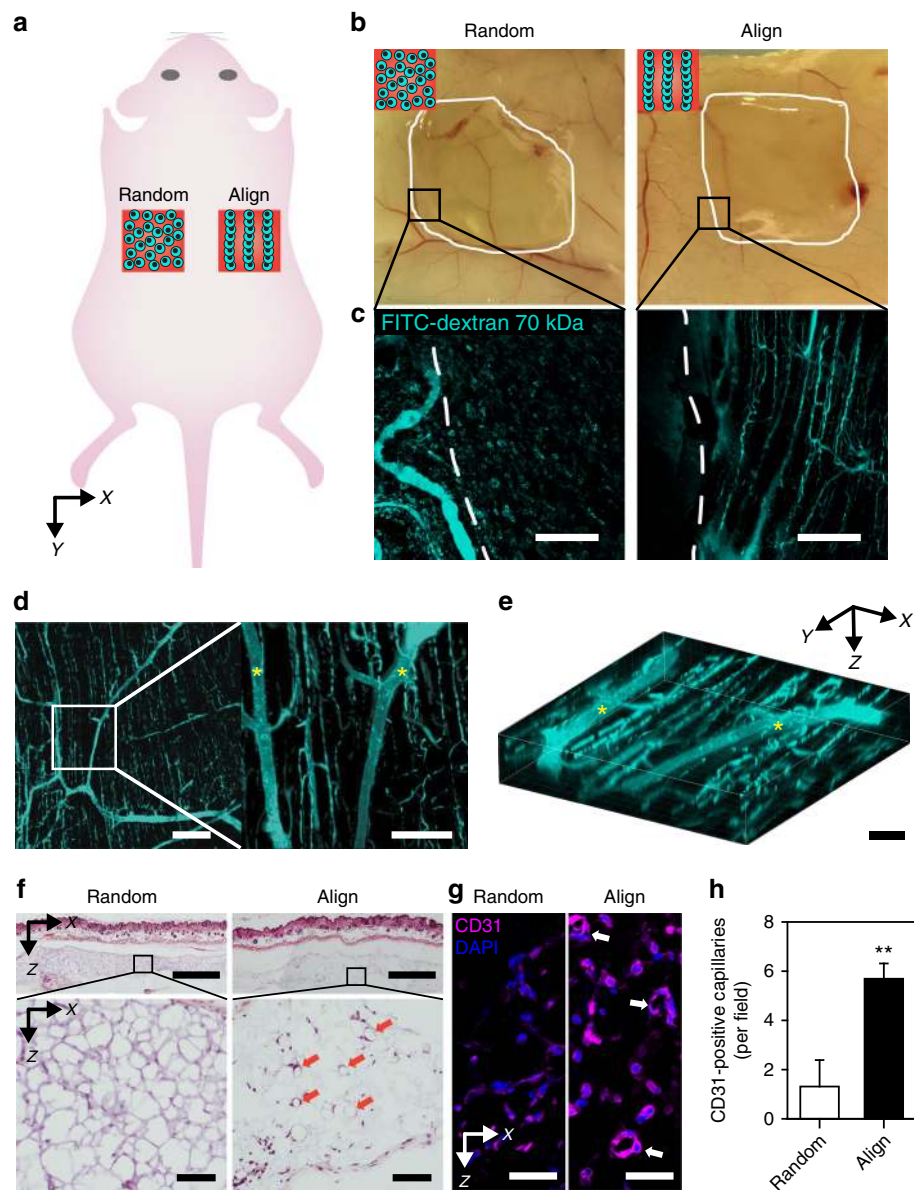 a
Random
Align
X
Y
b
Random
Align
c
FITC-dextran 70 kDa
d
*
*
e
X
Y
Z
*
*
f
Random
Align
X
Z
X
Z
g
Random
Align
CD31
DAPI
X
Z
h
CD31-positive capillaries
(per field)
8
6
4
2
0
**
Random
Align